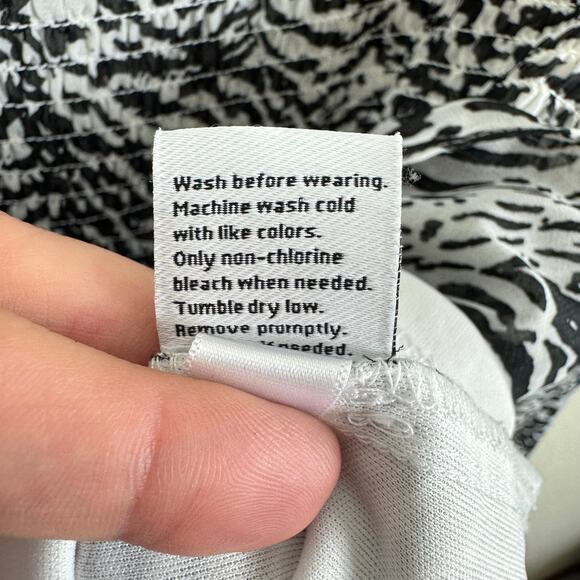 Wash before wearing.
Machine wash cold
with like colors.
Only non-chlorine
bleach when needed.
Tumble dry low.
Remove promptly.
needed.